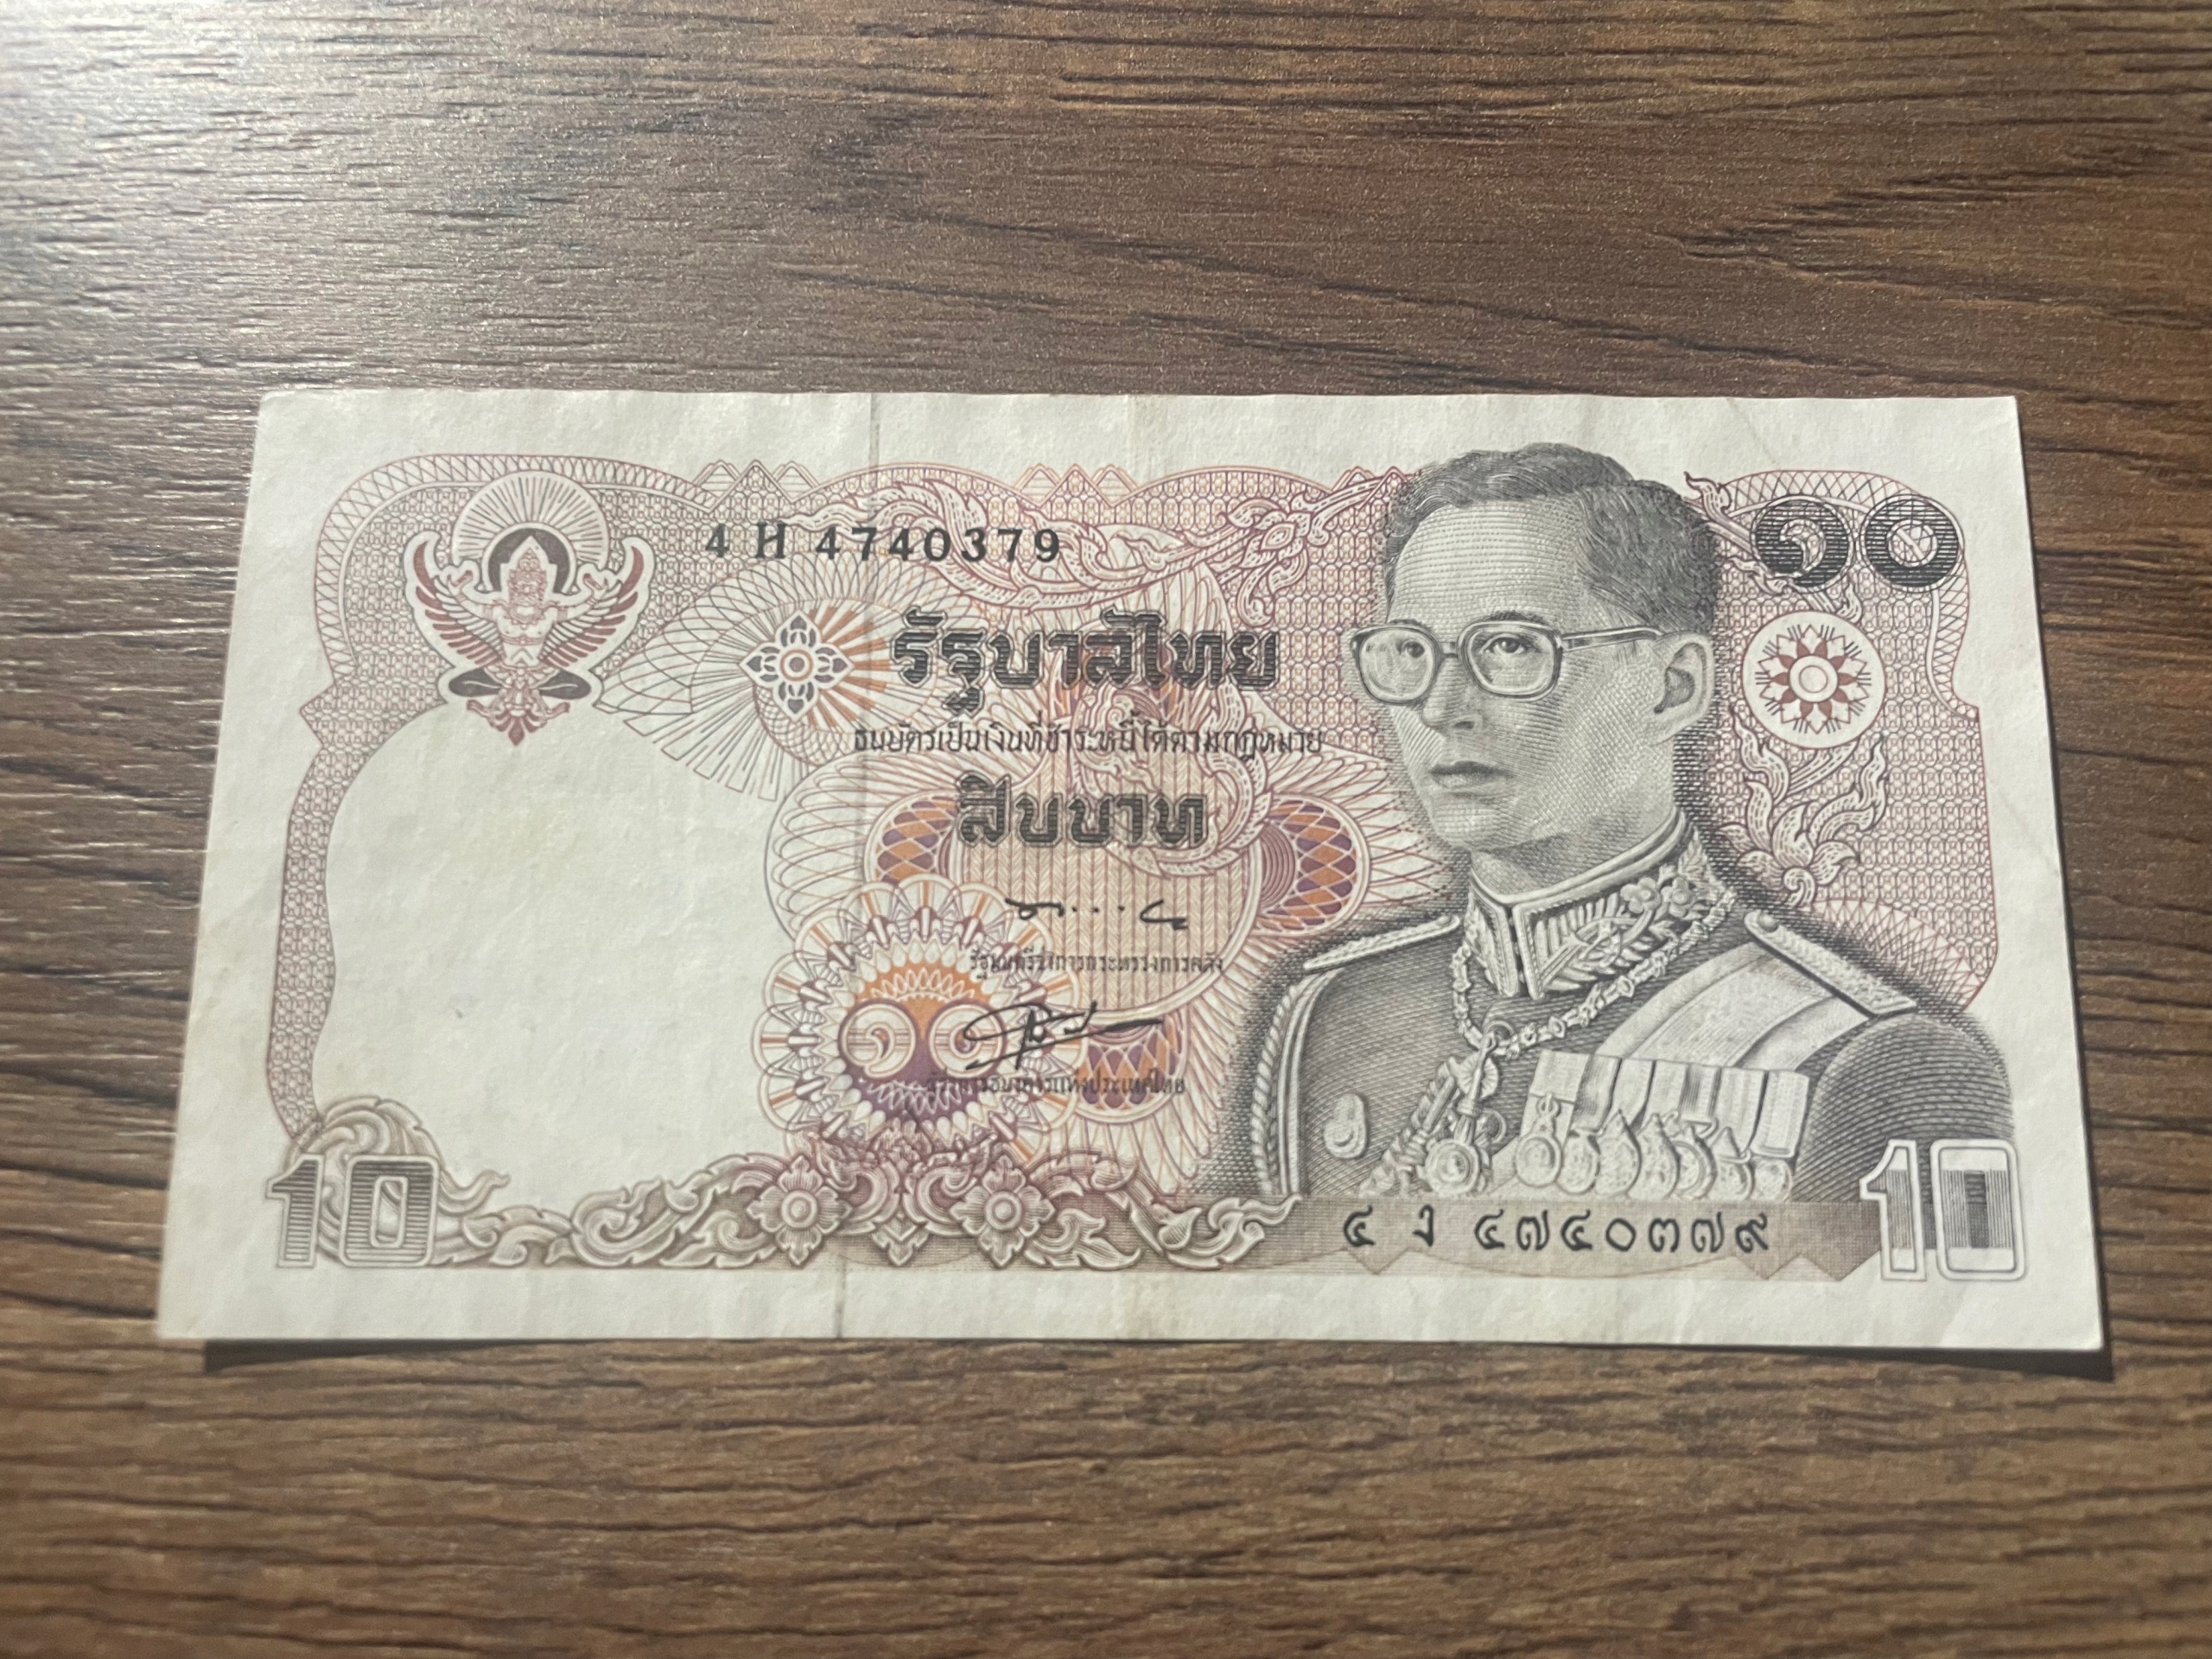 4 H 4740379
๑๐
รัฐบาลไทย
ธนบัตรเป็นเงินที่ชำระหนี้ได้ตามกฎหมาย
สิบบาท
รัฐมนตรีว่าการกระทรวงการคลัง
๑๐
ผู้ว่าการธนาคารแห่งประเทศไทย
10
๔ ง ๔๗๔๐๓๗๙
10